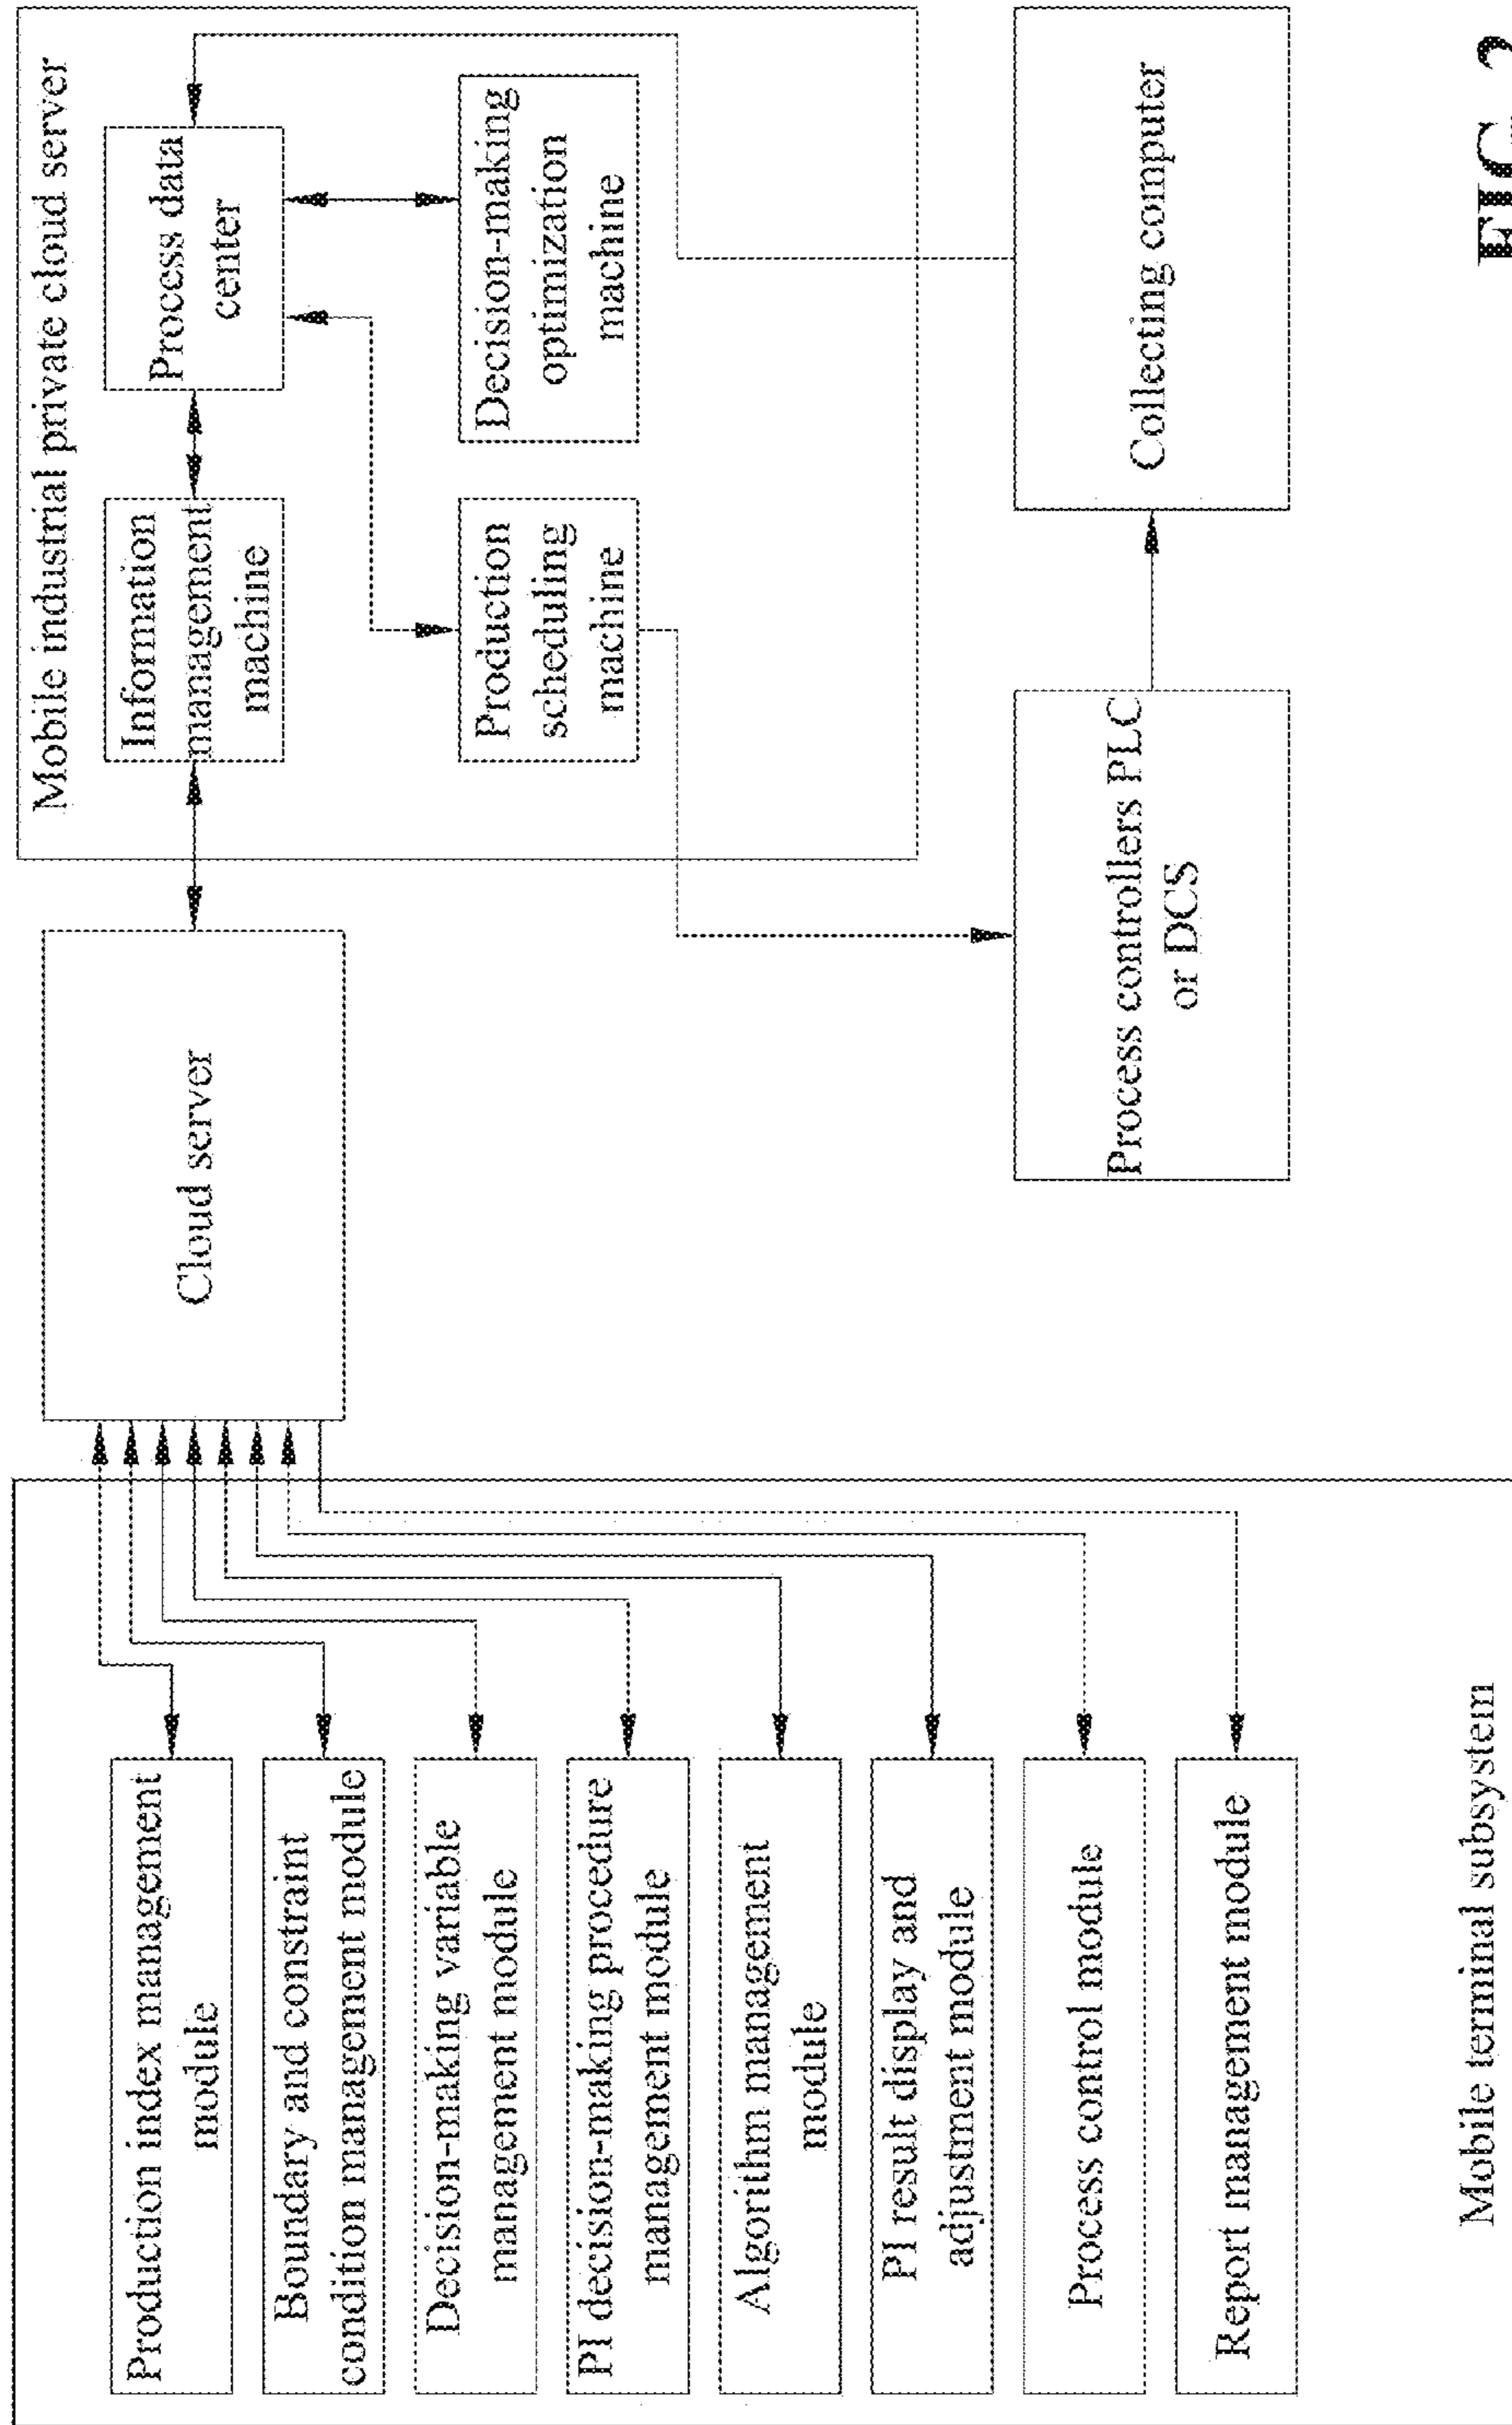 Production index management
module
Boundary and constraint
condition management module
Decision-making variable
management module
PI decision-making procedure
management module
Algorithm management
module
PI result display and
adjustment module
Process control module
Report management module
Mobile terminal subsystem
Cloud server
Mobile industrial private cloud server
Information
management
machine
Process data
center
Production
scheduling
machine
Decision-making
optimization
machine
Process controllers PLC
or DCS
Collecting computer
FIG.